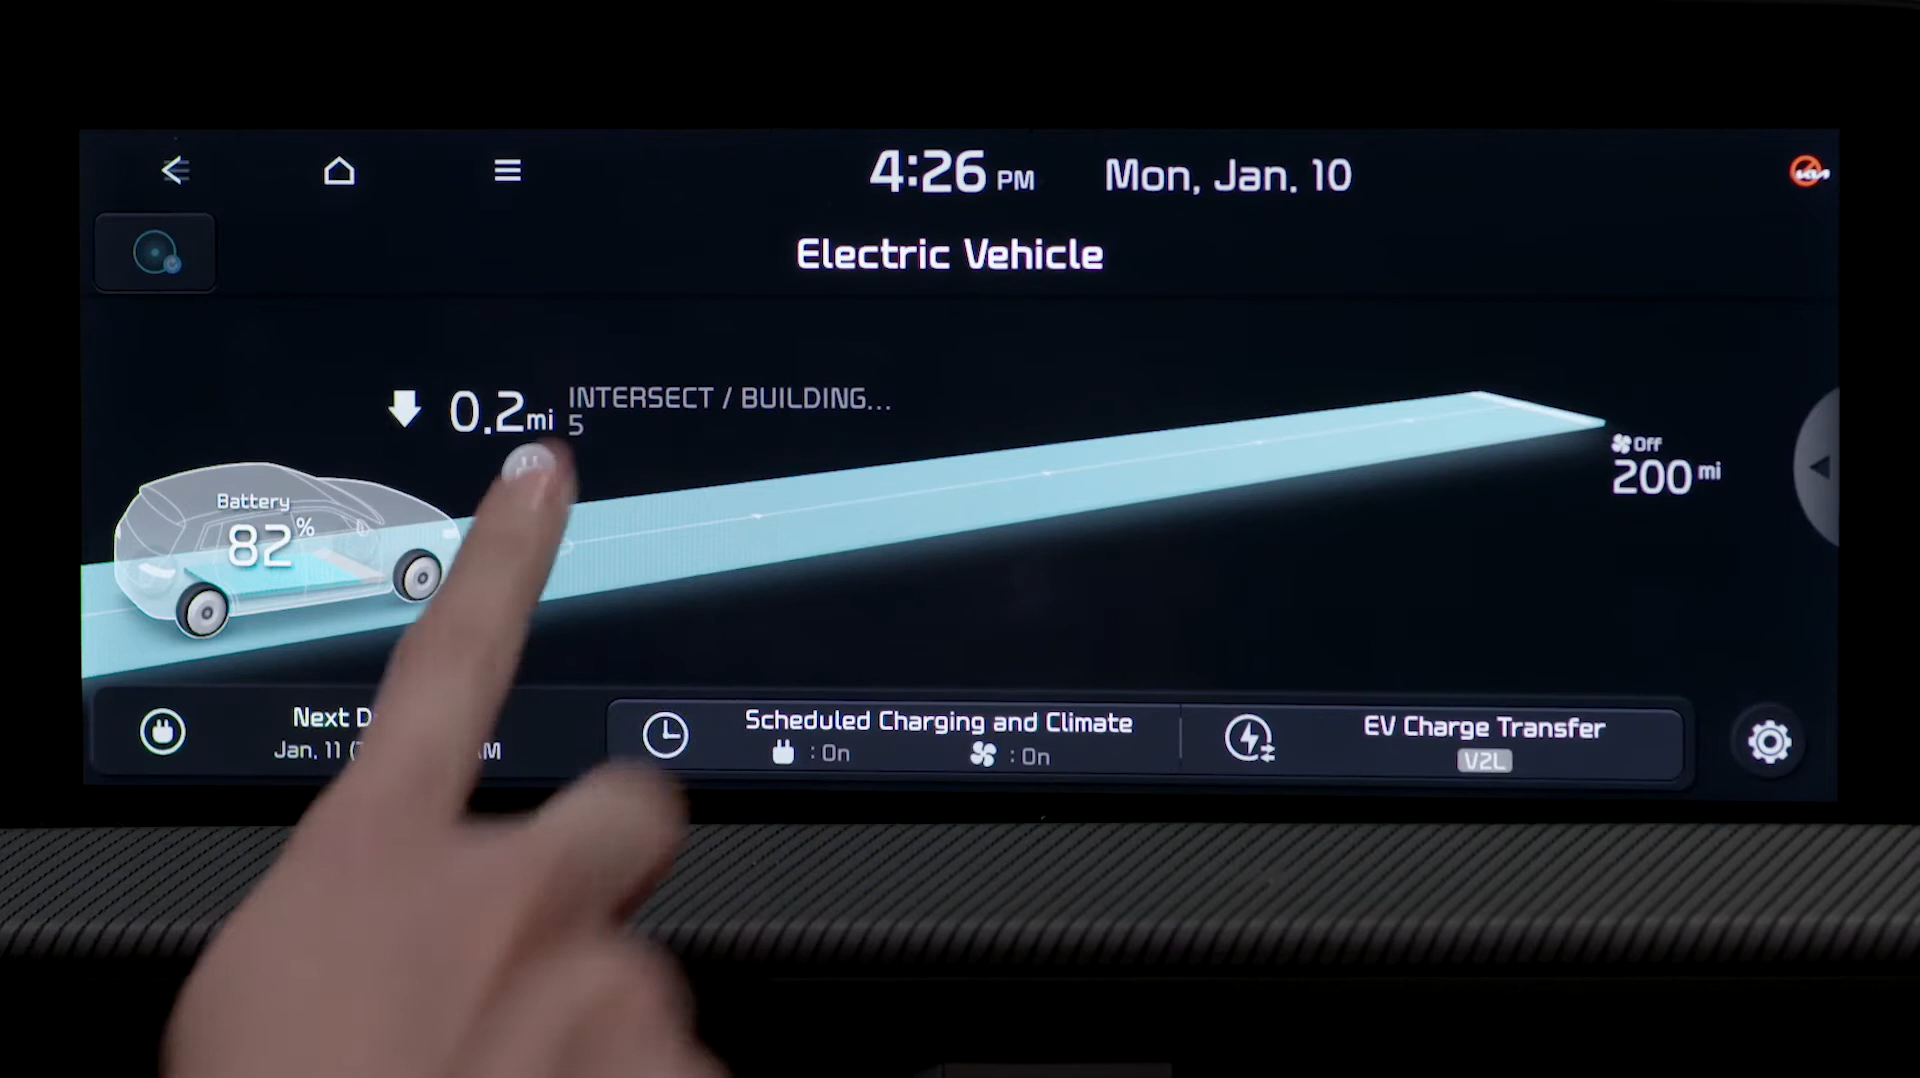 4:26 PM Mon, Jan. 10
Electric Vehicle
0.2mi INTERSECT / BUILDING...
5
Off
200 mi
Battery
82%
Next
Jan. 11
Scheduled Charging and Climate
: On : On
EV Charge Transfer
V2L